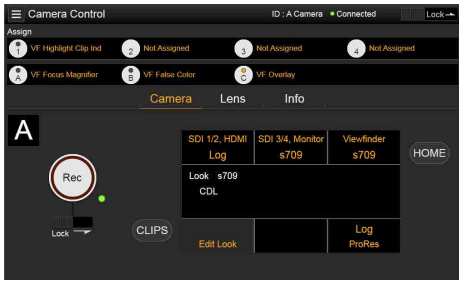 Camera Control
ID : A Camera
Connected
Lock
Assign
1 VF Highlight Clip Ind
2 Not Assigned
3 Not Assigned
4 Not Assigned
A VF Focus Magnifier
B VF False Color
C VF Overlay
Camera Lens Info
A
SDI 1/2, HDMI
Log
SDI 3/4, Monitor
s709
Viewfinder
s709
HOME
Rec
Look s709
CDL
Lock
CLIPS
Edit Look
Log
ProRes